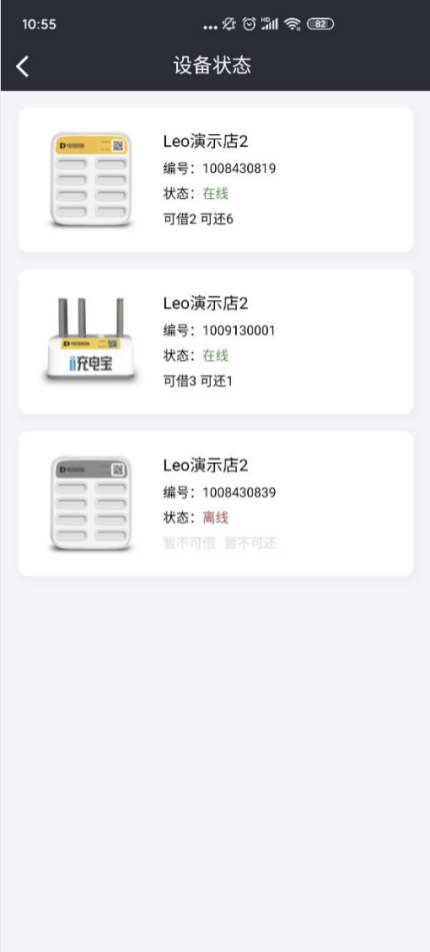 10:55
HD
82
设备状态
Leo演示店2
编号：1008430819
状态：在线
可借2 可还6
Leo演示店2
编号：1009130001
状态：在线
可借3 可还1
充电宝
Leo演示店2
编号：1008430839
状态：离线
暂不可借 暂不可还